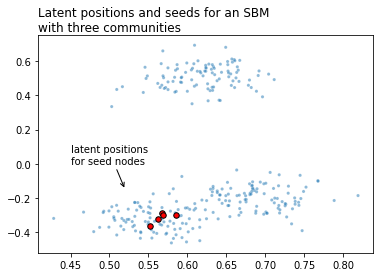 Latent positions and seeds for an SBM
with three communities
0.6
0.4
0.2
0.0
−0.2
−0.4
latent positions
for seed nodes
0.45 0.50 0.55 0.60 0.65 0.70 0.75 0.80